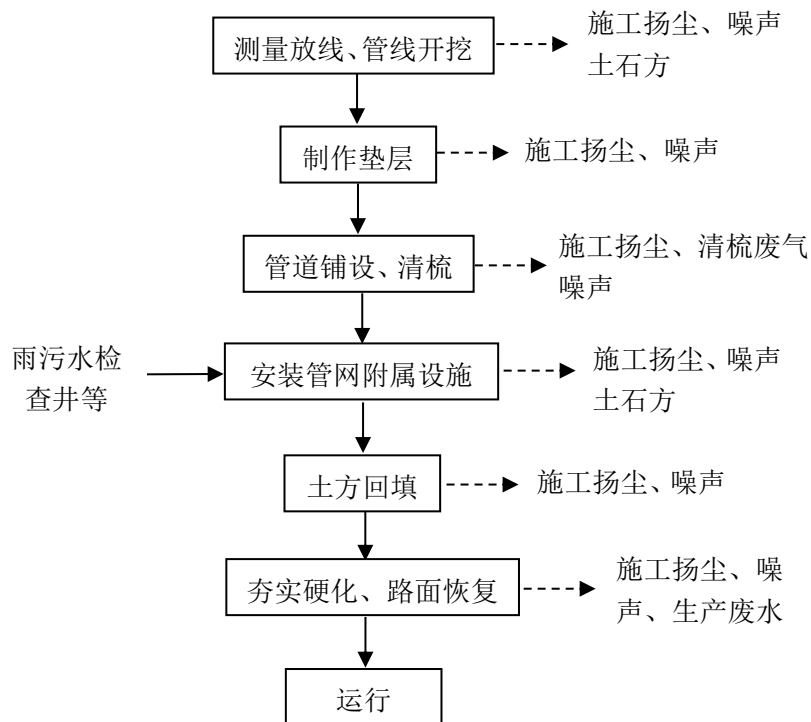 测量放线、管线开挖
施工扬尘、噪声
土石方
制作垫层
施工扬尘、噪声
管道铺设、清梳
施工扬尘、清梳废气
噪声
雨污水检
查井等
安装管网附属设施
施工扬尘、噪声
土石方
土方回填
施工扬尘、噪声
夯实硬化、路面恢复
施工扬尘、噪
声、生产废水
运行